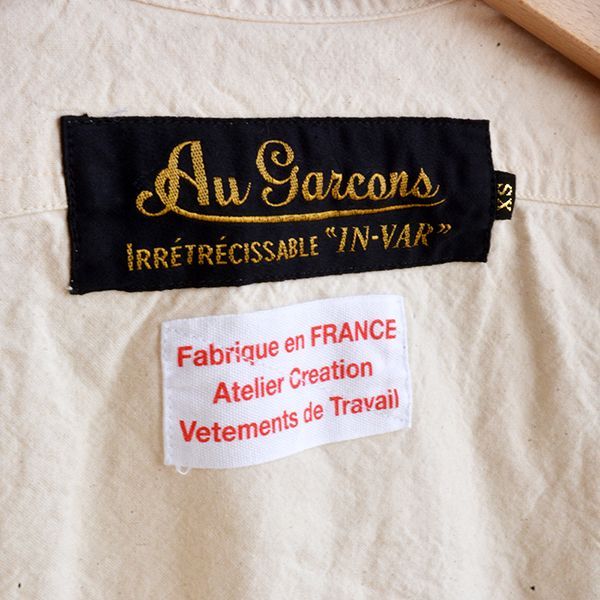 Au Garcons
IRRÉTRÉCISSABLE "IN-VAR"
XS
Fabrique en FRANCE
Atelier Creation
Vetements de Travail